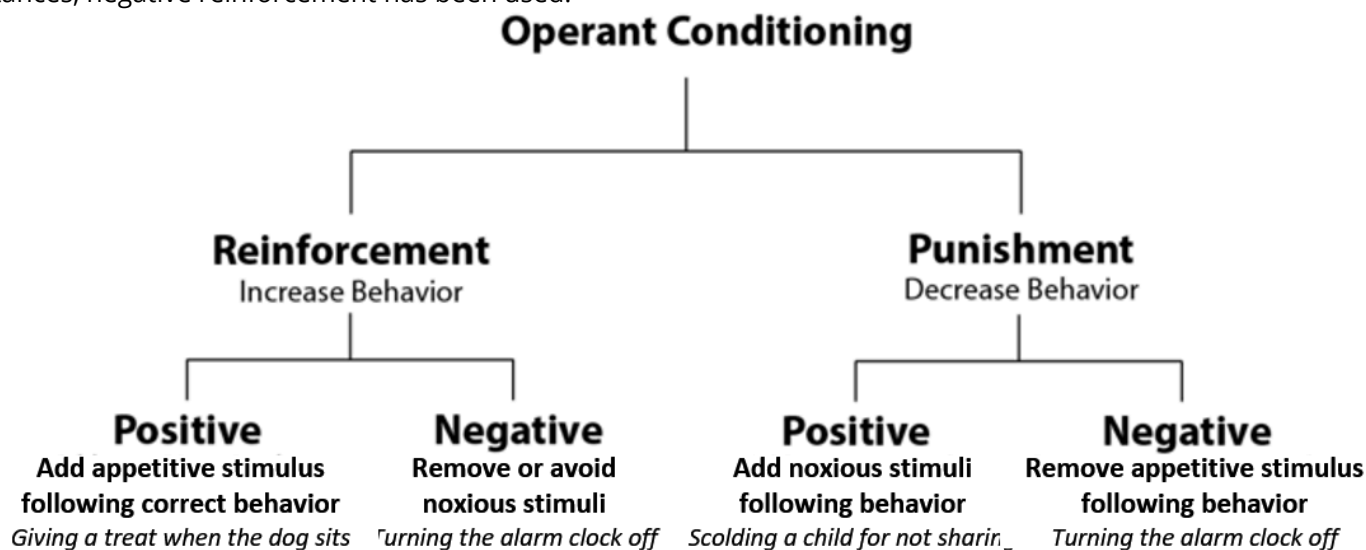 negative reinforcement has been used.
Operant Conditioning
Reinforcement
Increase Behavior
Punishment
Decrease Behavior
Positive
Add appetitive stimulus
following correct behavior
Giving a treat when the dog sits
Negative
Remove or avoid
noxious stimuli
Turning the alarm clock off
Positive
Add noxious stimuli
following behavior
Scolding a child for not sharin
Negative
Remove appetitive stimulus
following behavior
Turning the alarm clock off